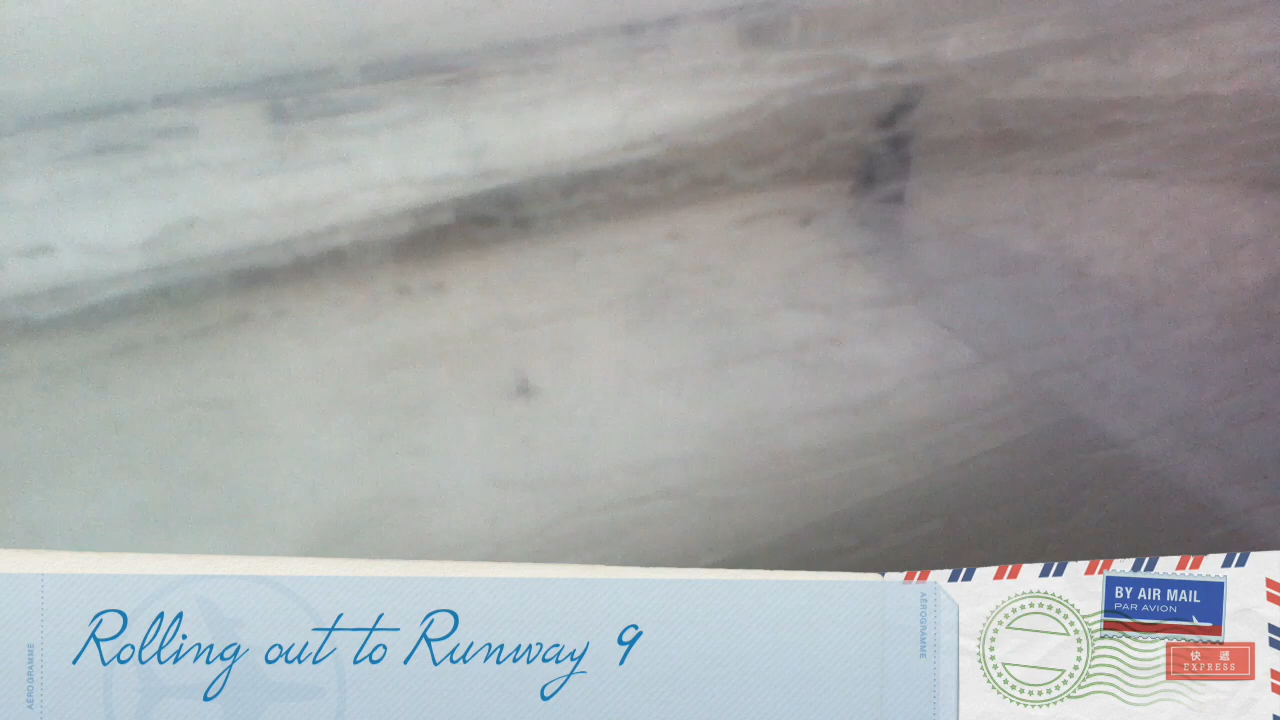 Rolling out to Runway 9
AÉROGRAMME
AÉROGRAMME
BY AIR MAIL
PAR AVION
快遞
EXPRESS